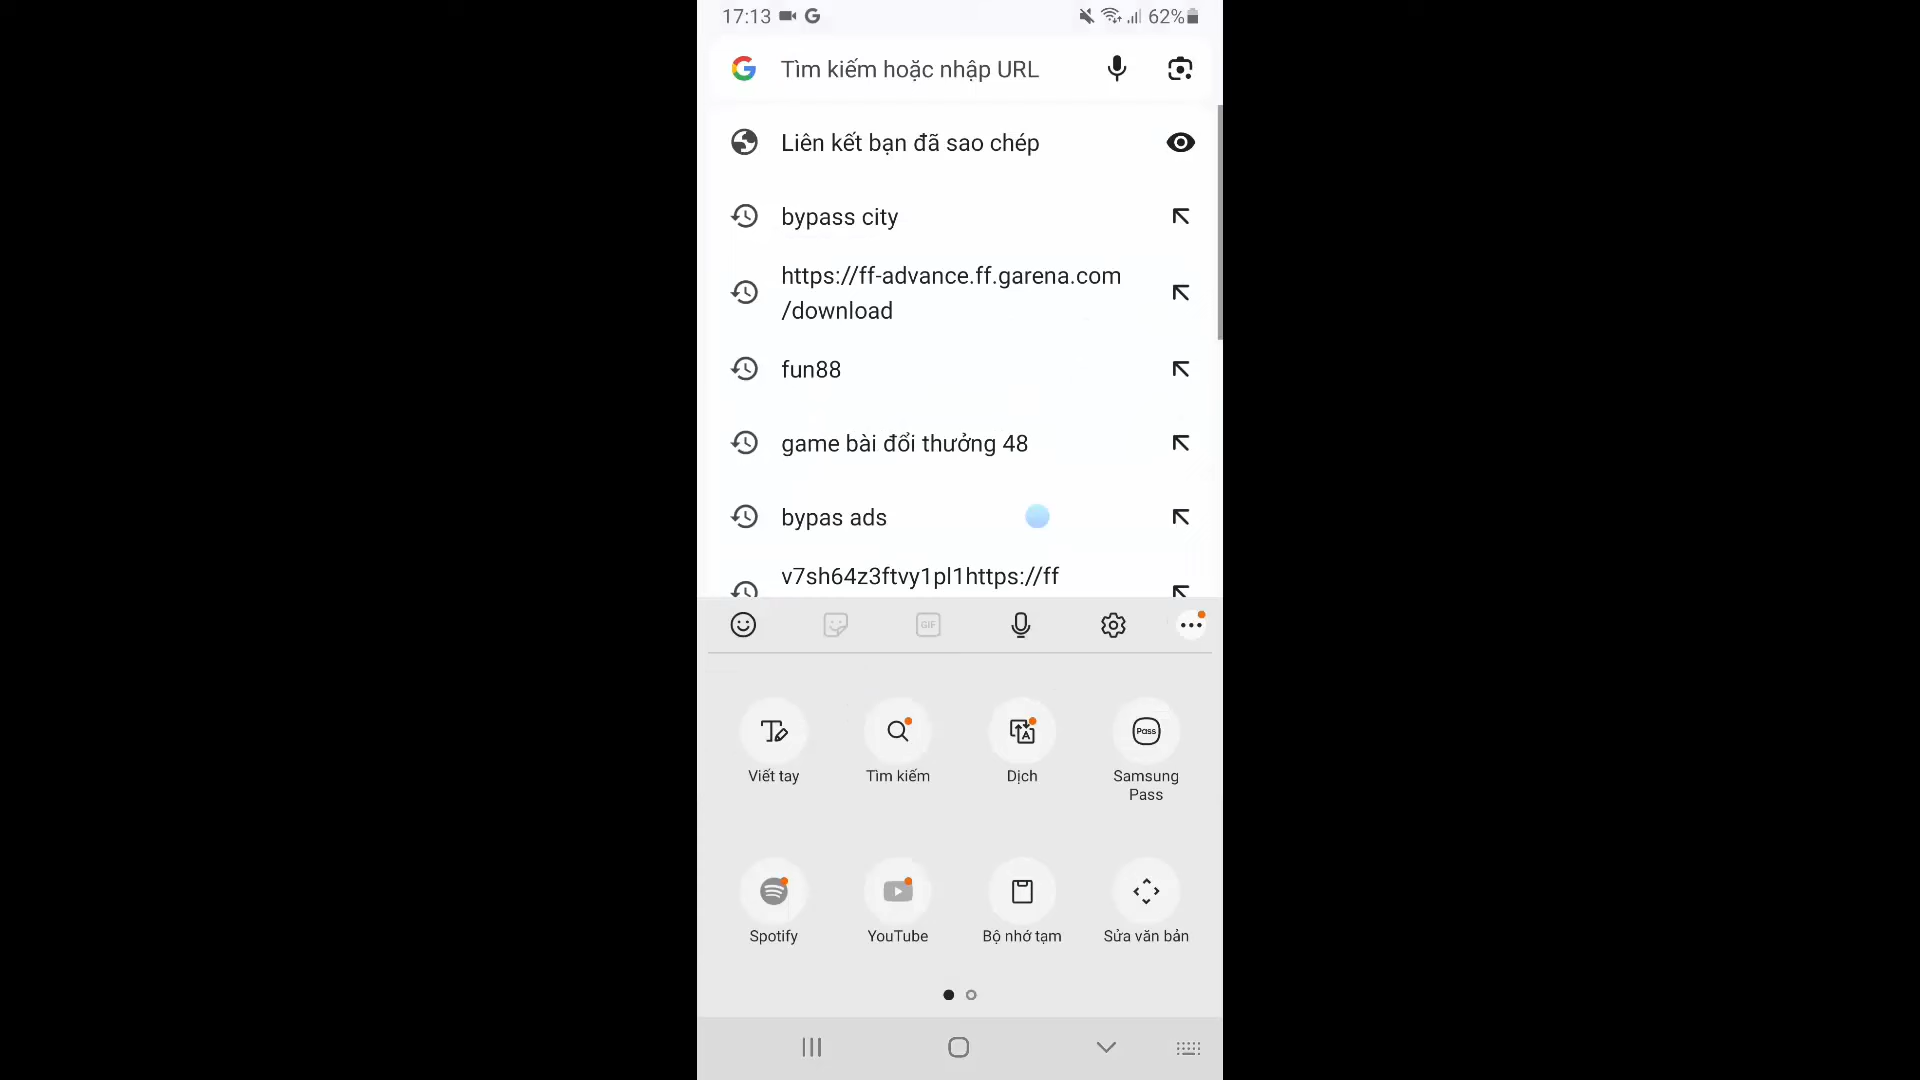 17:13
62%
Tìm kiếm hoặc nhập URL
Liên kết bạn đã sao chép
bypass city
https://ff-advance.ff.garena.com
/download
fun88
game bài đổi thưởng 48
bypas ads
v7sh64z3ftvy1pl1https://ff
GIF
Pass
Viết tay
Tìm kiếm
Dịch
Samsung
Pass
Spotify
YouTube
Bộ nhớ tạm
Sửa văn bản